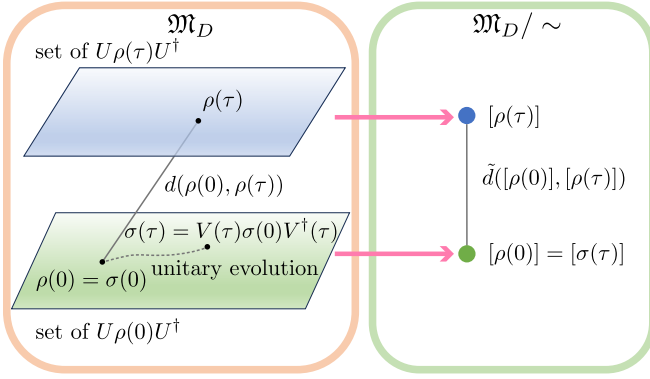 𝔐_D
set of Uρ(τ)U†
ρ(τ)
d(ρ(0), ρ(τ))
σ(τ) = V(τ)σ(0)V†(τ)
unitary evolution
ρ(0) = σ(0)
set of Uρ(0)U†
𝔐_D/ ∼
[ρ(τ)]
d̃([ρ(0)], [ρ(τ)])
[ρ(0)] = [σ(τ)]